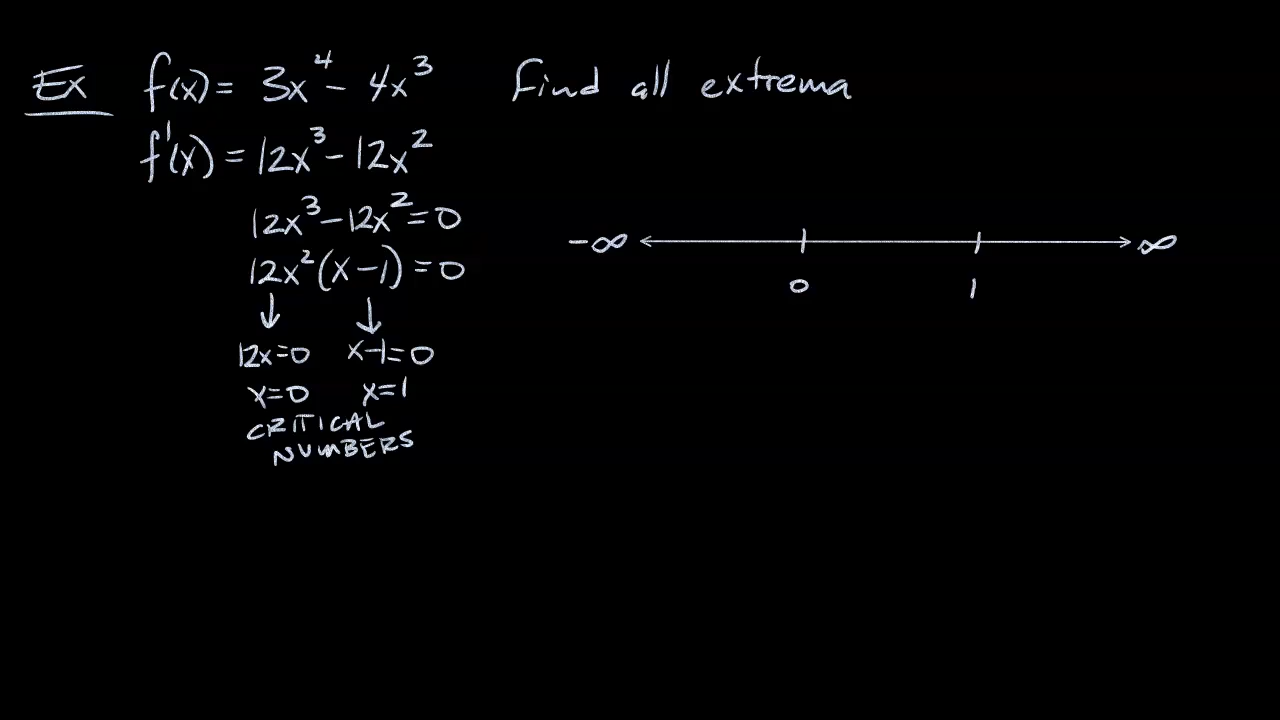 Ex f(x) = 3x⁴ - 4x³ Find all extrema
f'(x) = 12x³ - 12x²
12x³ - 12x² = 0
-∞ ∞
12x²(x - 1) = 0
0 1
↓ ↓
12x=0 x-1=0
x=0 x=1
CRITICAL
NUMBERS